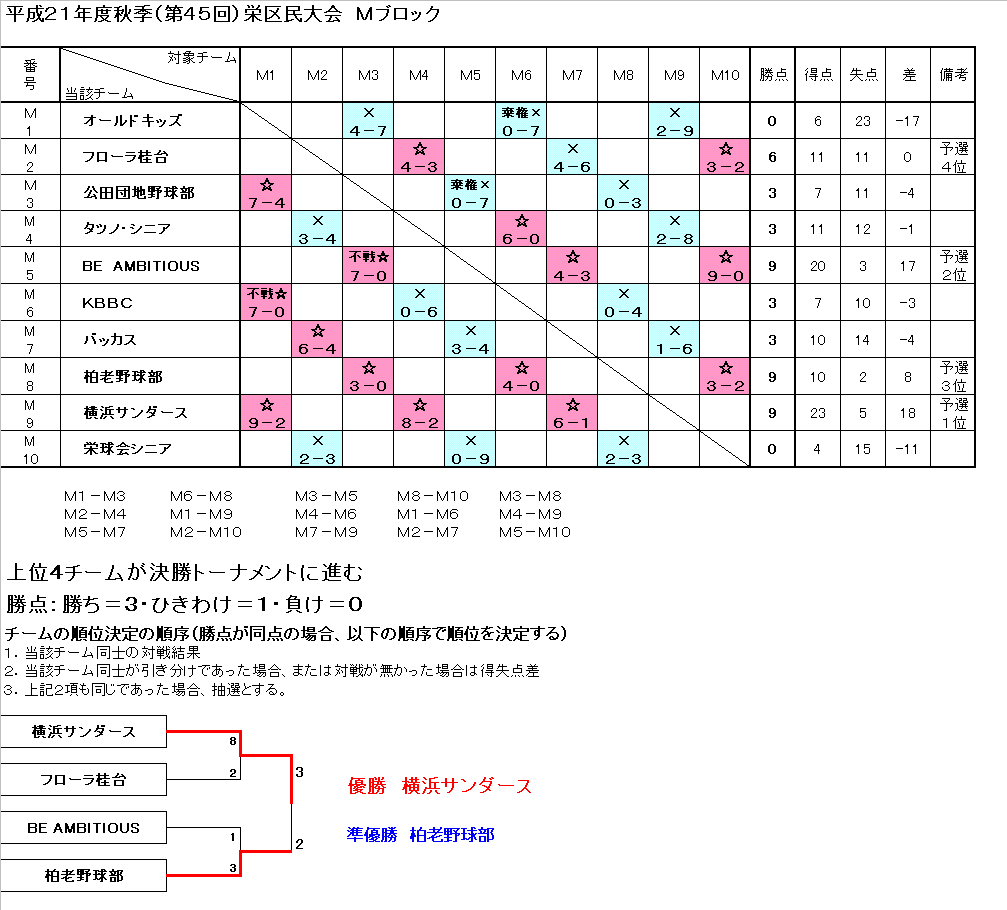 平成21年度秋季(第45回)栄区民大会 Mブロック
番号 対象チーム 当該チーム M1 M2 M3 M4 M5 M6 M7 M8 M9 M10 勝点 得点 失点 差 備考
M1 オールドキッズ × 4-7 棄権× 0-7 × 2-9 0 6 23 -17
M2 フローラ桂台 ☆ 4-3 × 4-6 ☆ 3-2 6 11 11 0 予選4位
M3 公田団地野球部 ☆ 7-4 棄権× 0-7 × 0-3 3 7 11 -4
M4 タツノ・シニア × 3-4 ☆ 6-0 × 2-8 3 11 12 -1
M5 BE AMBITIOUS 不戦☆ 7-0 ☆ 4-3 ☆ 9-0 9 20 3 17 予選2位
M6 KBBC 不戦☆ 7-0 × 0-6 × 0-4 3 7 10 -3
M7 バッカス ☆ 6-4 × 3-4 × 1-6 3 10 14 -4
M8 柏老野球部 ☆ 3-0 ☆ 4-0 ☆ 3-2 9 10 2 8 予選3位
M9 横浜サンダース ☆ 9-2 ☆ 8-2 ☆ 6-1 9 23 5 18 予選1位
M10 栄球会シニア × 2-3 × 0-9 × 2-3 0 4 15 -11
M1-M3 M6-M8 M3-M5 M8-M10 M3-M8
M2-M4 M1-M9 M4-M6 M1-M6 M4-M9
M5-M7 M2-M10 M7-M9 M2-M7 M5-M10
上位4チームが決勝トーナメントに進む
勝点:勝ち=3・ひきわけ=1・負け=0
チームの順位決定の順序(勝点が同点の場合、以下の順序で順位を決定する)
1. 当該チーム同士の対戦結果
2. 当該チーム同士が引き分けであった場合、または対戦が無かった場合は得失点差
3. 上記2項も同じであった場合、抽選とする。
横浜サンダース 8
フローラ桂台 2
3
優勝 横浜サンダース
BE AMBITIOUS 1
準優勝 柏老野球部
2
柏老野球部 3